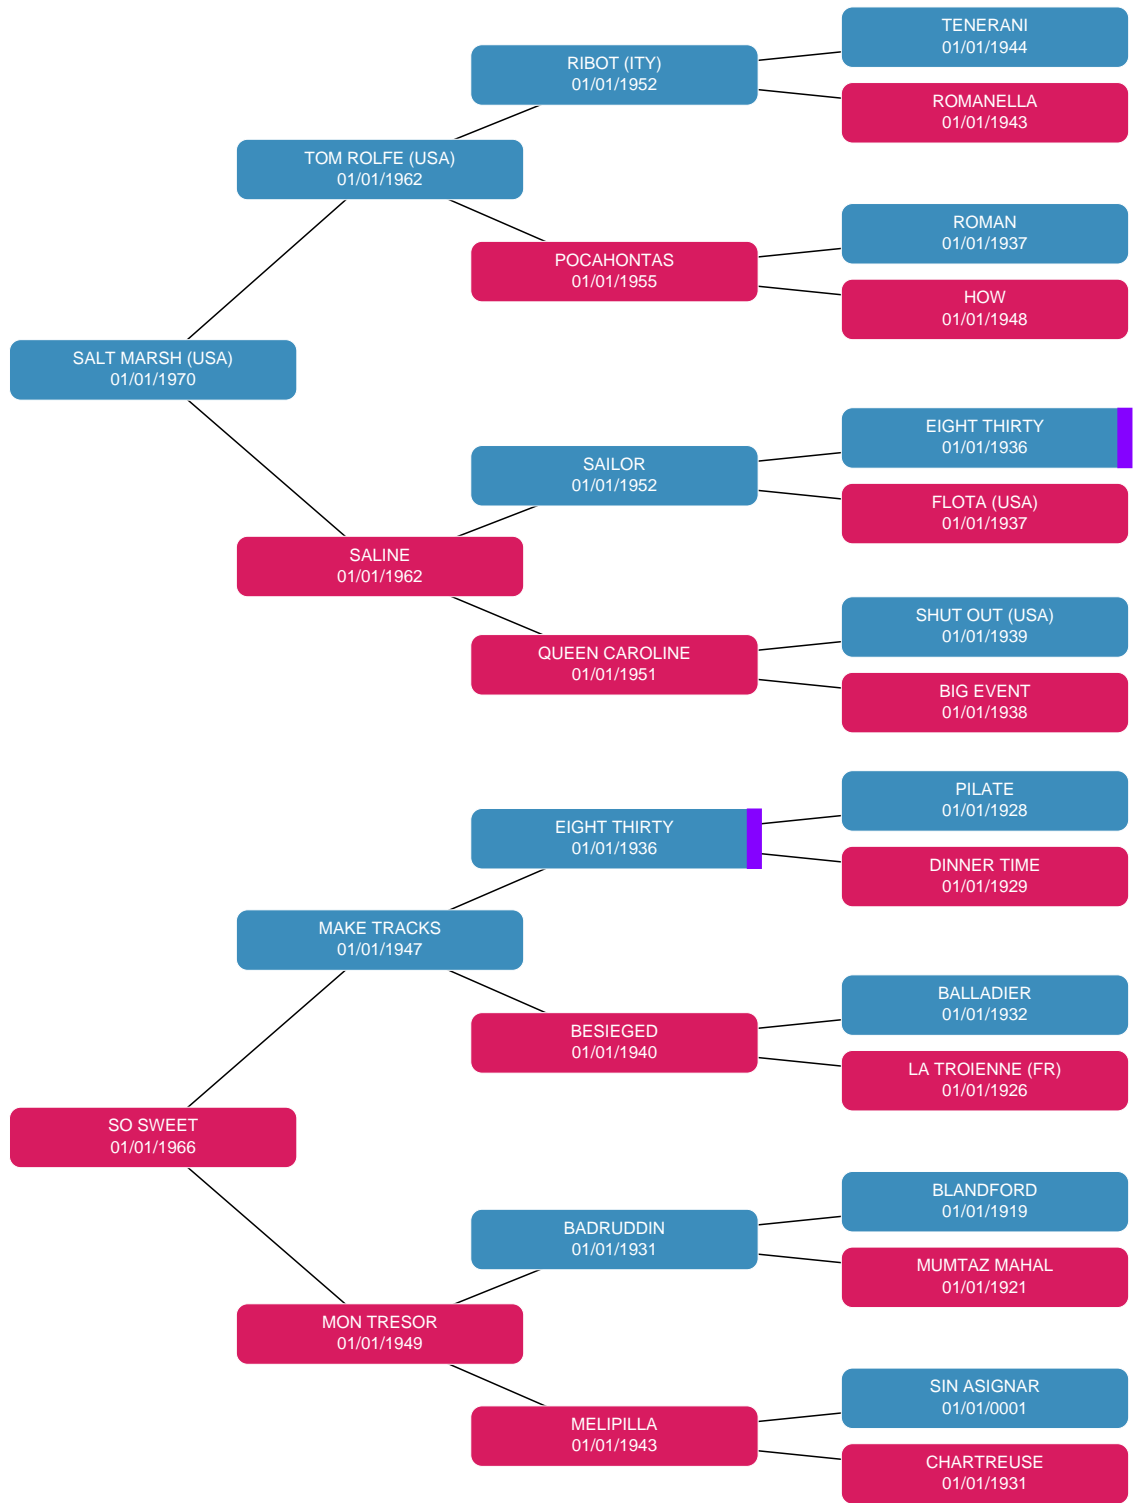 TENERANI
01/01/1944
RIBOT (ITY)
01/01/1952
ROMANELLA
01/01/1943
TOM ROLFE (USA)
01/01/1962
ROMAN
01/01/1937
POCAHONTAS
01/01/1955
HOW
01/01/1948
SALT MARSH (USA)
01/01/1970
EIGHT THIRTY
01/01/1936
SAILOR
01/01/1952
FLOTA (USA)
01/01/1937
SALINE
01/01/1962
SHUT OUT (USA)
01/01/1939
QUEEN CAROLINE
01/01/1951
BIG EVENT
01/01/1938
PILATE
01/01/1928
EIGHT THIRTY
01/01/1936
DINNER TIME
01/01/1929
MAKE TRACKS
01/01/1947
BALLADIER
01/01/1932
BESIEGED
01/01/1940
LA TROIENNE (FR)
01/01/1926
SO SWEET
01/01/1966
BLANDFORD
01/01/1919
BADRUDDIN
01/01/1931
MUMTAZ MAHAL
01/01/1921
MON TRESOR
01/01/1949
SIN ASIGNAR
01/01/0001
MELIPILLA
01/01/1943
CHARTREUSE
01/01/1931